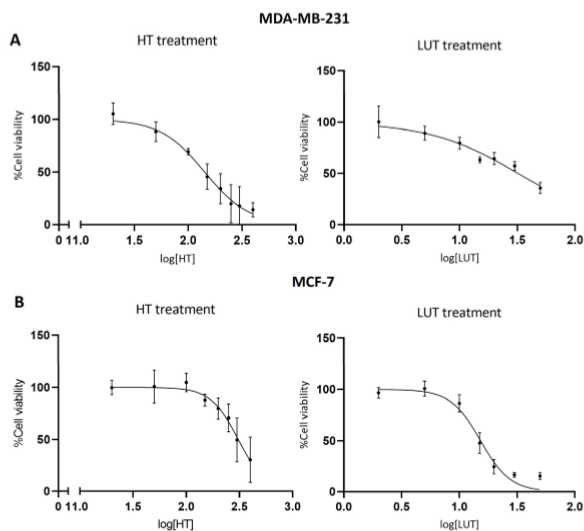 MDA-MB-231
A
HT treatment
LUT treatment
150
100
50
0
%Cell viability
0 11.0 1.5 2.0 2.5 3.0
log[HT]
150
100
50
0
%Cell viability
0.0 0.5 1.0 1.5 2.0
log[LUT]
MCF-7
B
HT treatment
LUT treatment
150
100
50
0
%Cell viability
0 11.0 1.5 2.0 2.5 3.0
log[HT]
150
100
50
0
%Cell viability
0.0 0.5 1.0 1.5 2.0
log[LUT]